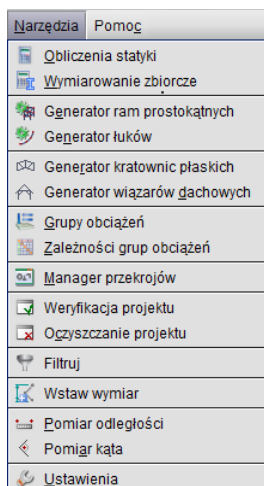 Narzędzia Pomoc
Obliczenia statyki
Wymiarowanie zbiorcze
Generator ram prostokątnych
Generator łuków
Generator kratownic płaskich
Generator wiązarów dachowych
Grupy obciążeń
Zależności grup obciążeń
Manager przekrojów
Weryfikacja projektu
Oczyszczanie projektu
Filtruj
Wstaw wymiar
Pomiar odległości
Pomiar kąta
Ustawienia